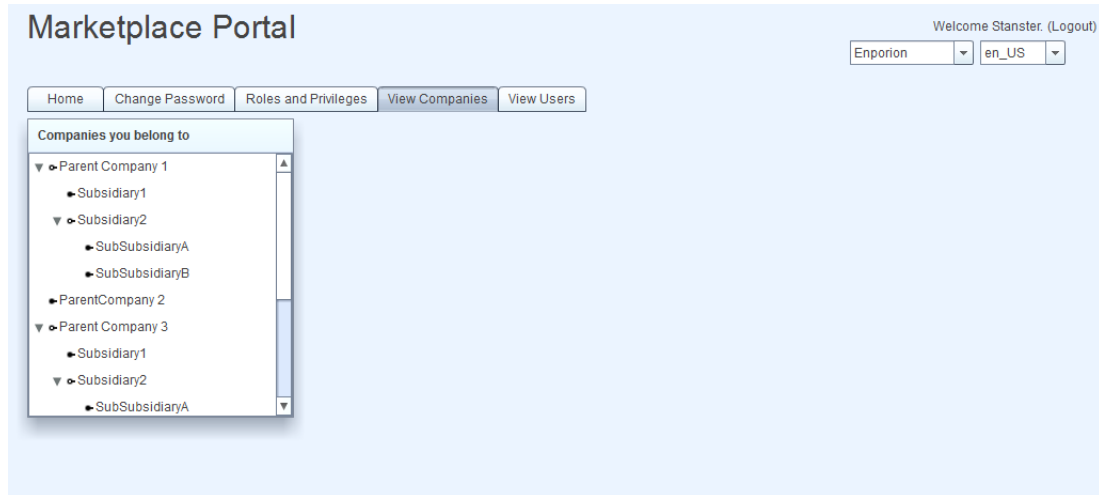 Marketplace Portal
Welcome Stanster. (Logout)
Enporion en_US
Home Change Password Roles and Privileges View Companies View Users
Companies you belong to
Parent Company 1
Subsidiary1
Subsidiary2
SubSubsidiaryA
SubSubsidiaryB
ParentCompany 2
Parent Company 3
Subsidiary1
Subsidiary2
SubSubsidiaryA